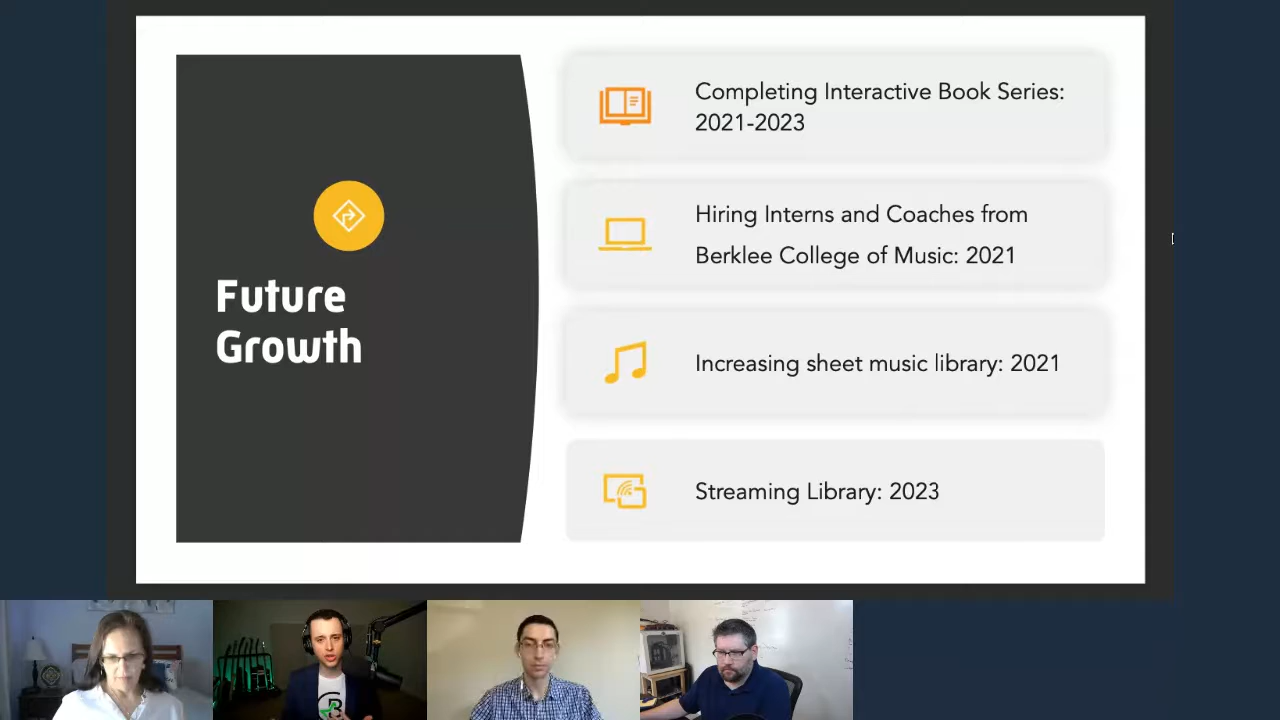 Future
Growth
Completing Interactive Book Series:
2021-2023
Hiring Interns and Coaches from
Berklee College of Music: 2021
Increasing sheet music library: 2021
Streaming Library: 2023